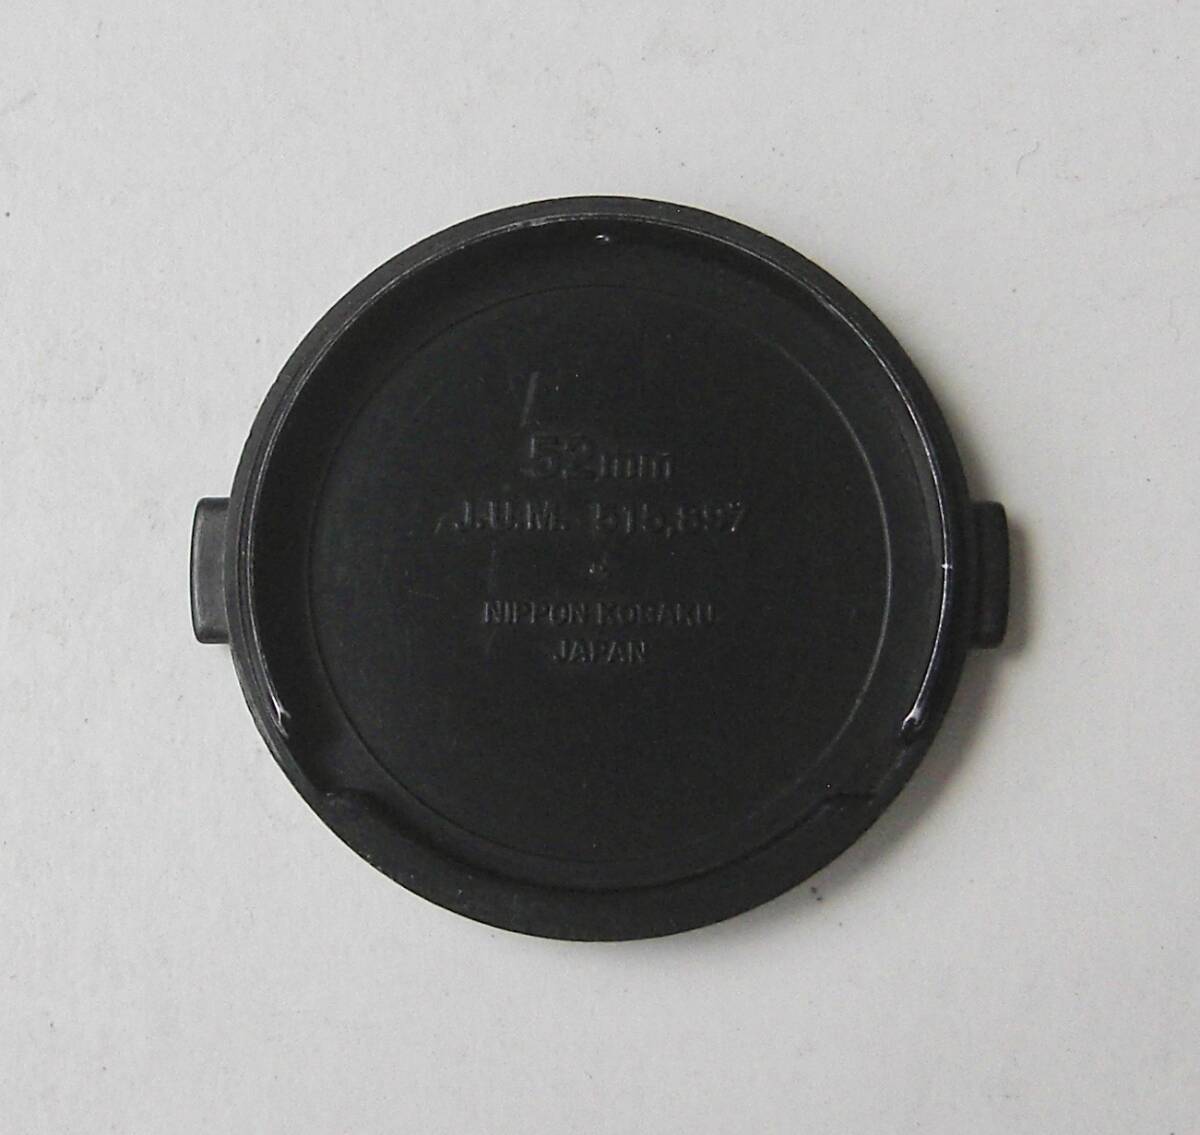 52mm
J.U.M. 515,897
NIPPON KOGAKU
JAPAN